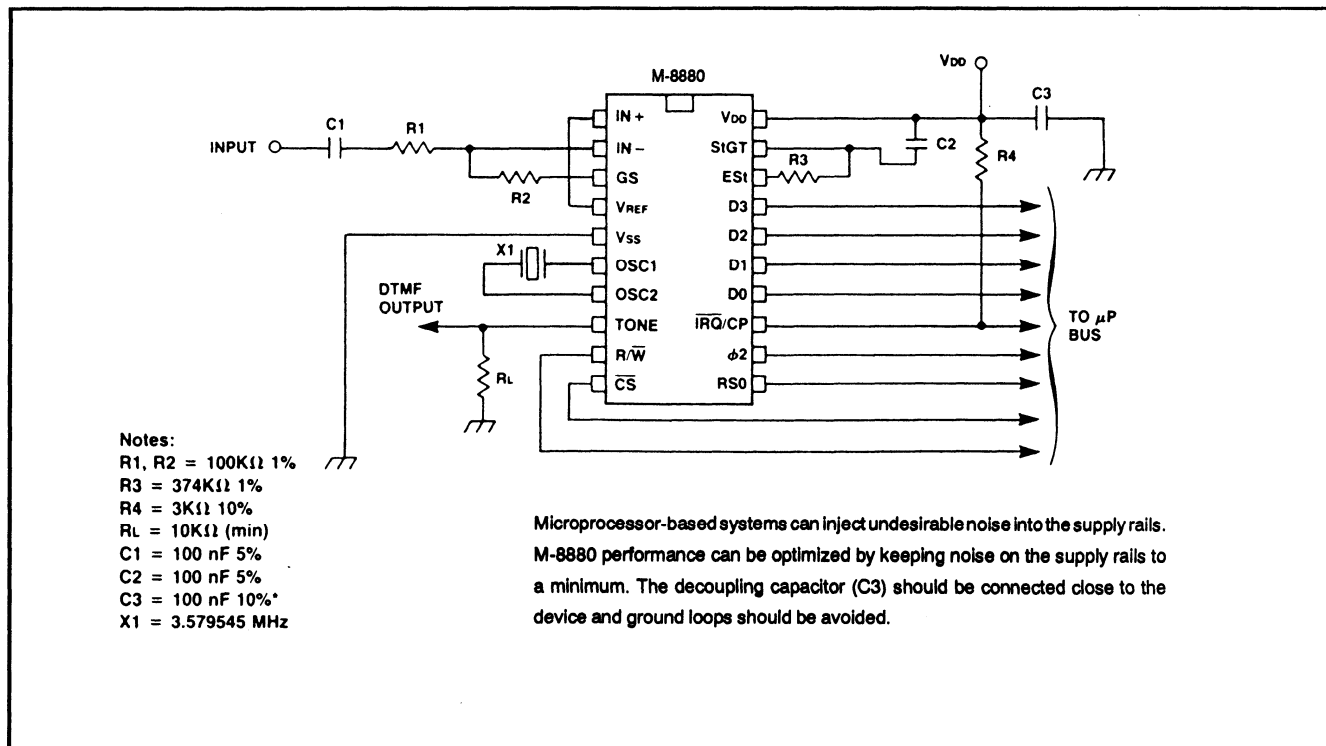 M-8880
VDD
C3
C1
R1
INPUT
R2
IN+
IN−
GS
VREF
VSS
OSC1
OSC2
TONE
R/W̅
C̅S̅
VDD
StGT
ESt
D3
D2
D1
D0
I̅R̅Q̅/CP
ϕ2
RS0
C2
R3
R4
X1
DTMF
OUTPUT
RL
TO µP
BUS
Notes:
R1, R2 = 100KΩ 1%
R3 = 374KΩ 1%
R4 = 3KΩ 10%
RL = 10KΩ (min)
C1 = 100 nF 5%
C2 = 100 nF 5%
C3 = 100 nF 10%*
X1 = 3.579545 MHz
Microprocessor-based systems can inject undesirable noise into the supply rails.
M-8880 performance can be optimized by keeping noise on the supply rails to
a minimum. The decoupling capacitor (C3) should be connected close to the
device and ground loops should be avoided.